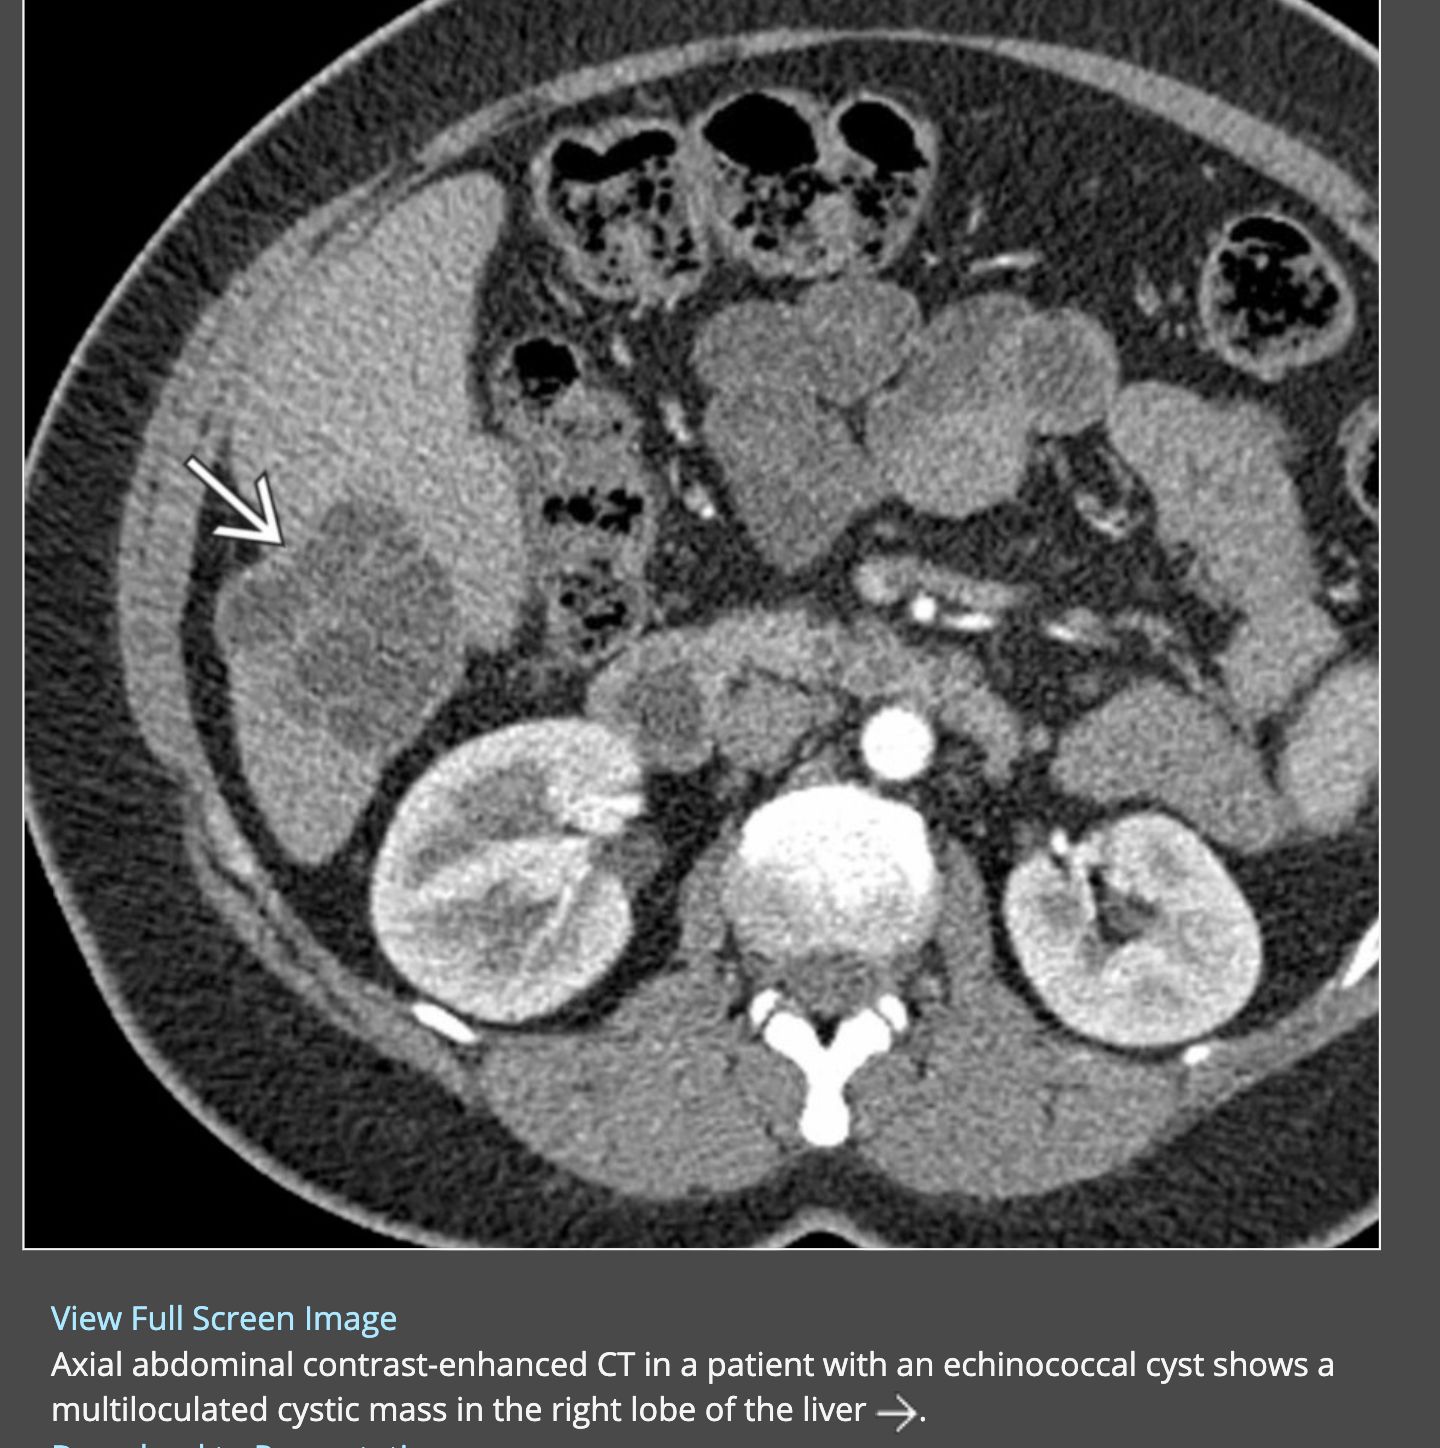 View Full Screen Image
Axial abdominal contrast-enhanced CT in a patient with an echinococcal cyst shows a
multiloculated cystic mass in the right lobe of the liver →.